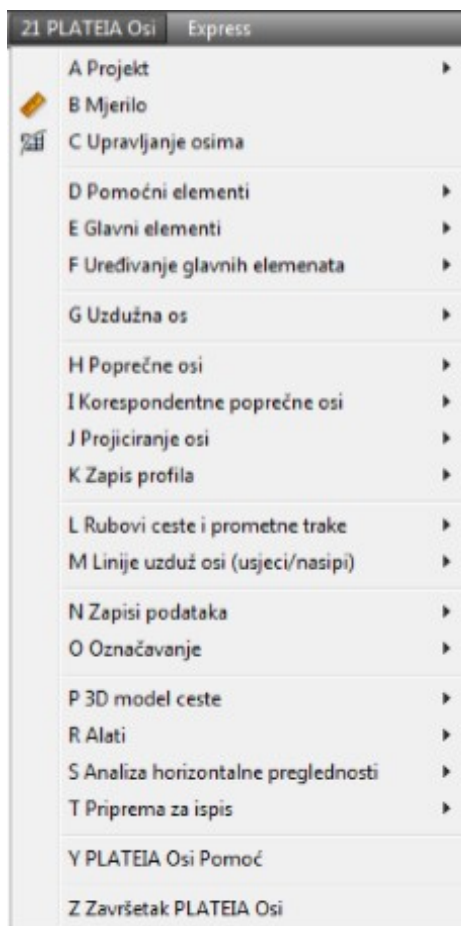 21 PLATEIA Osi Express
A Projekt
B Mjerilo
C Upravljanje osima
D Pomoćni elementi
E Glavni elementi
F Uređivanje glavnih elemenata
G Uzdužna os
H Poprečne osi
I Korespondentne poprečne osi
J Projiciranje osi
K Zapis profila
L Rubovi ceste i prometne trake
M Linije uzduž osi (usjeci/nasipi)
N Zapisi podataka
O Označavanje
P 3D model ceste
R Alati
S Analiza horizontalne preglednosti
T Priprema za ispis
Y PLATEIA Osi Pomoć
Z Završetak PLATEIA Osi